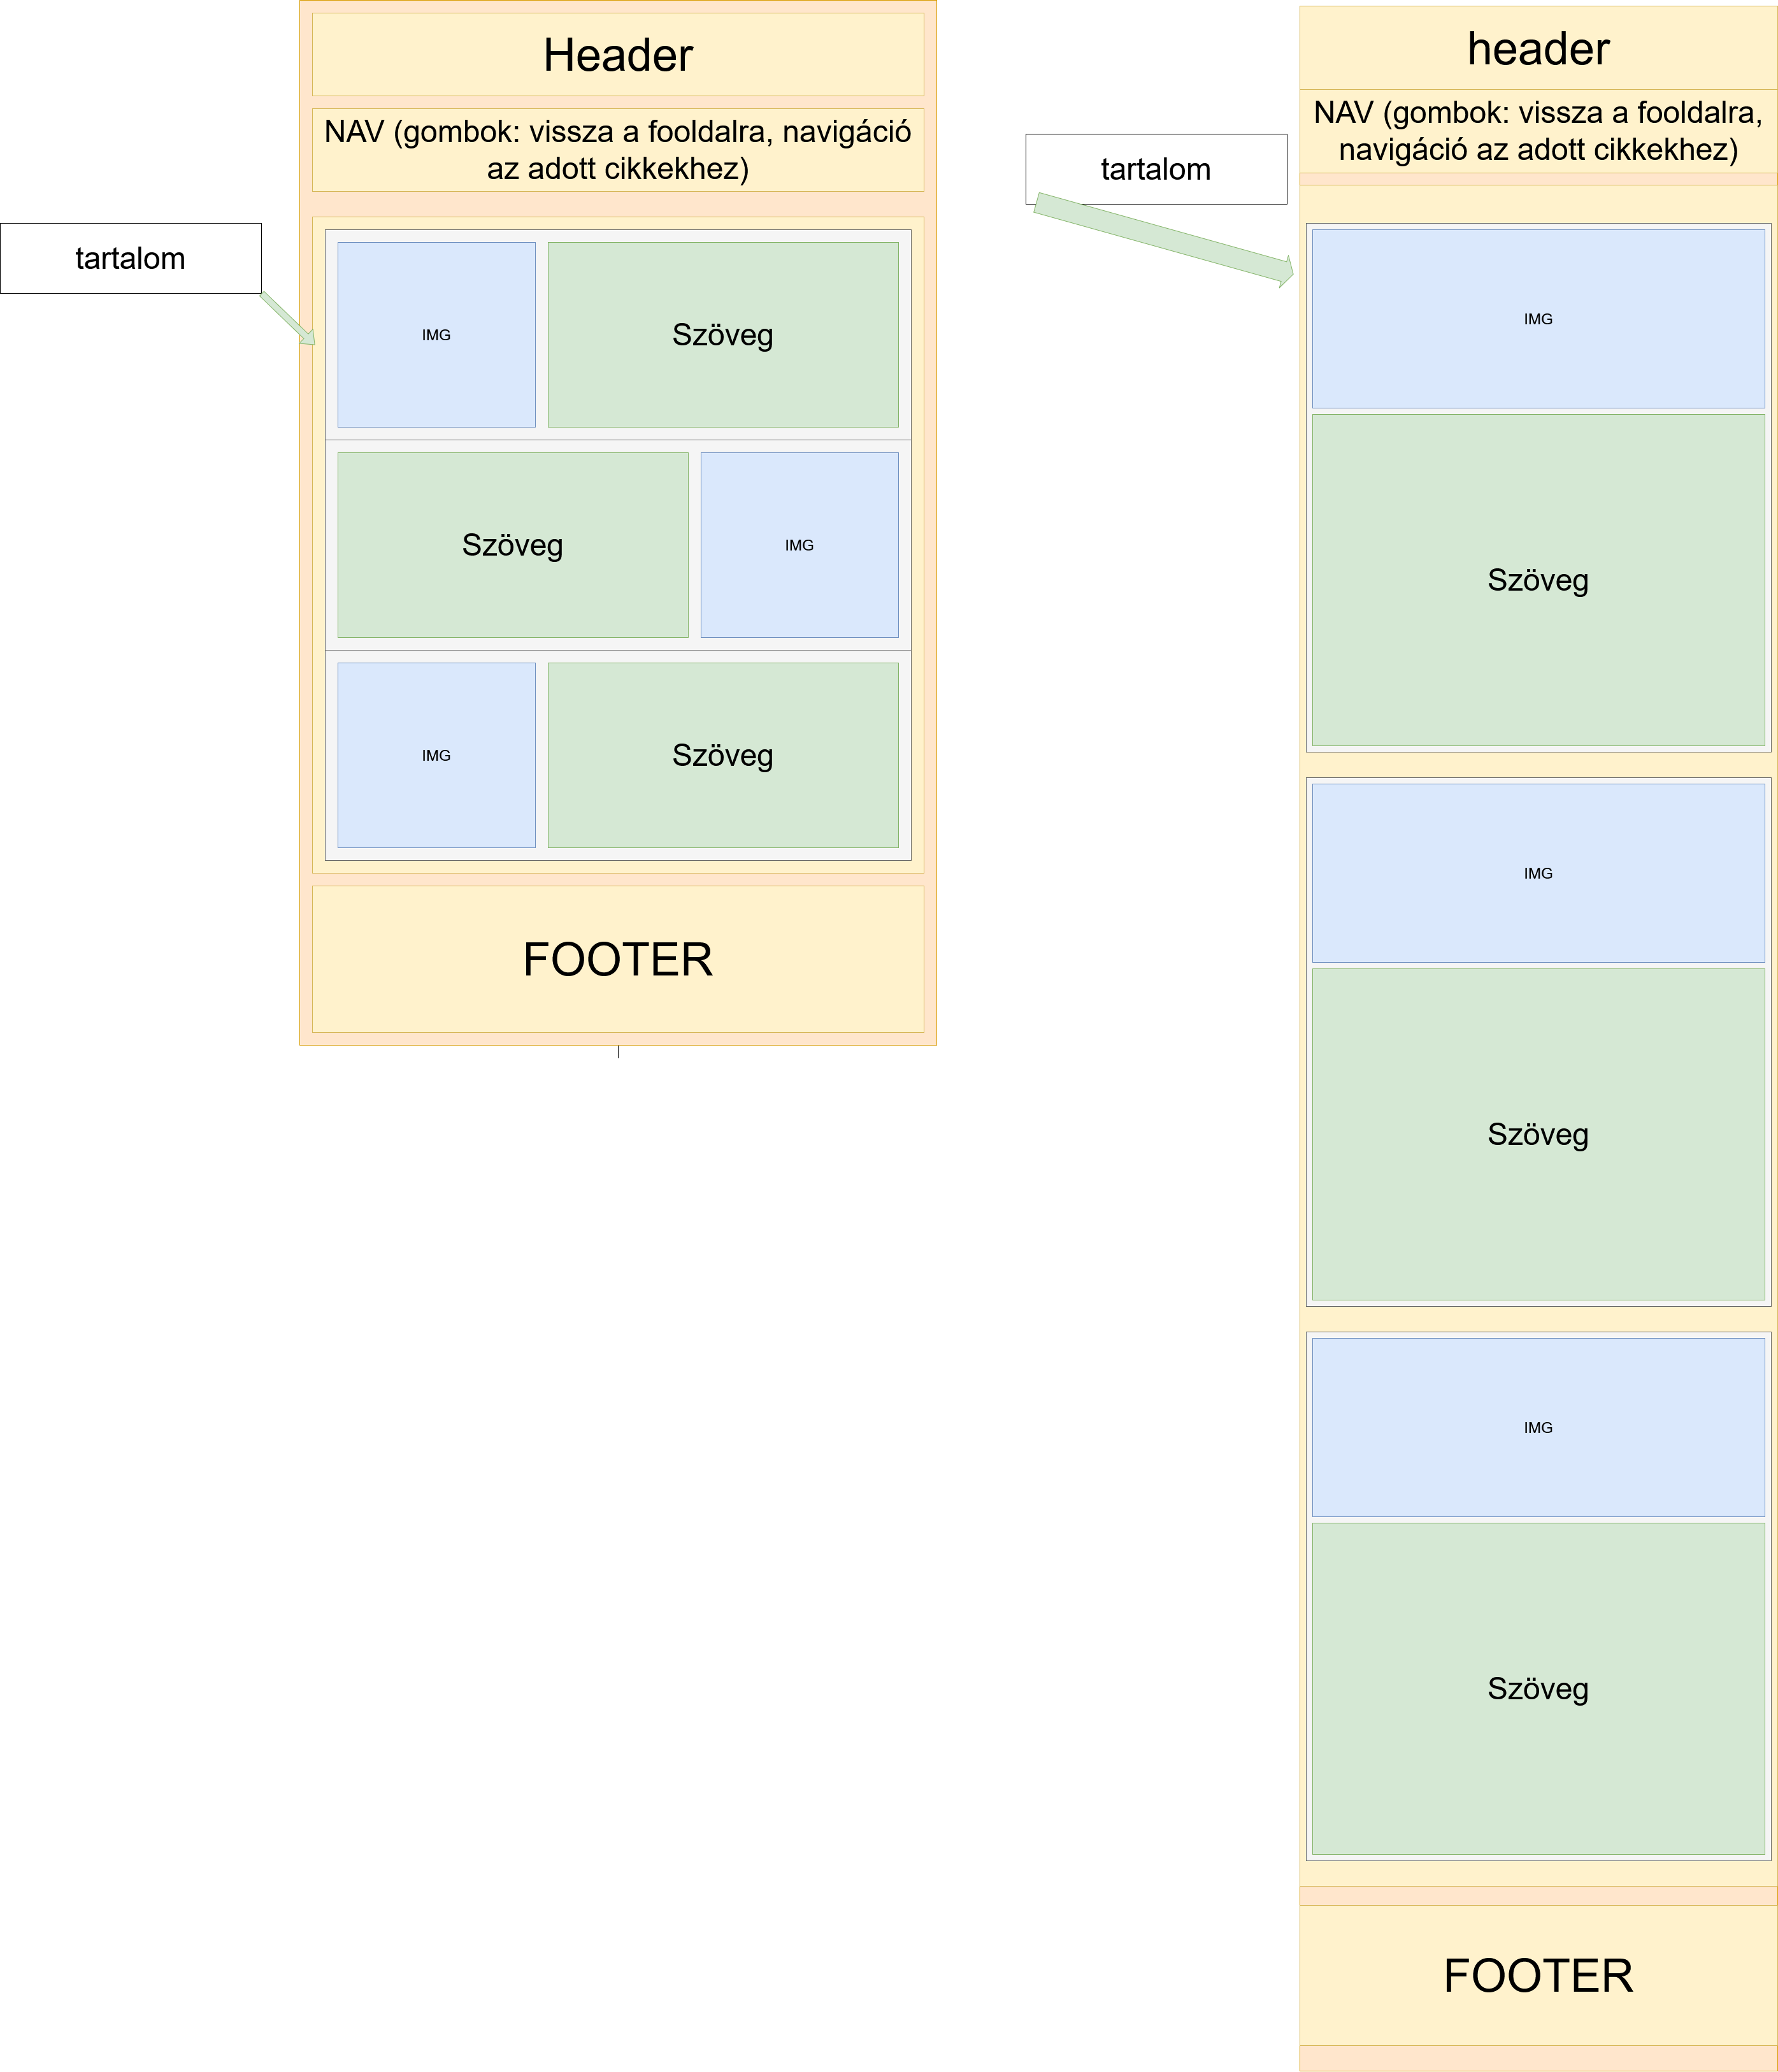 Header
NAV (gombok: vissza a fooldalra, navigáció
az adott cikkekhez)
tartalom
IMG
Szöveg
Szöveg
IMG
IMG
Szöveg
FOOTER
header
NAV (gombok: vissza a fooldalra,
navigáció az adott cikkekhez)
tartalom
IMG
Szöveg
IMG
Szöveg
IMG
Szöveg
FOOTER